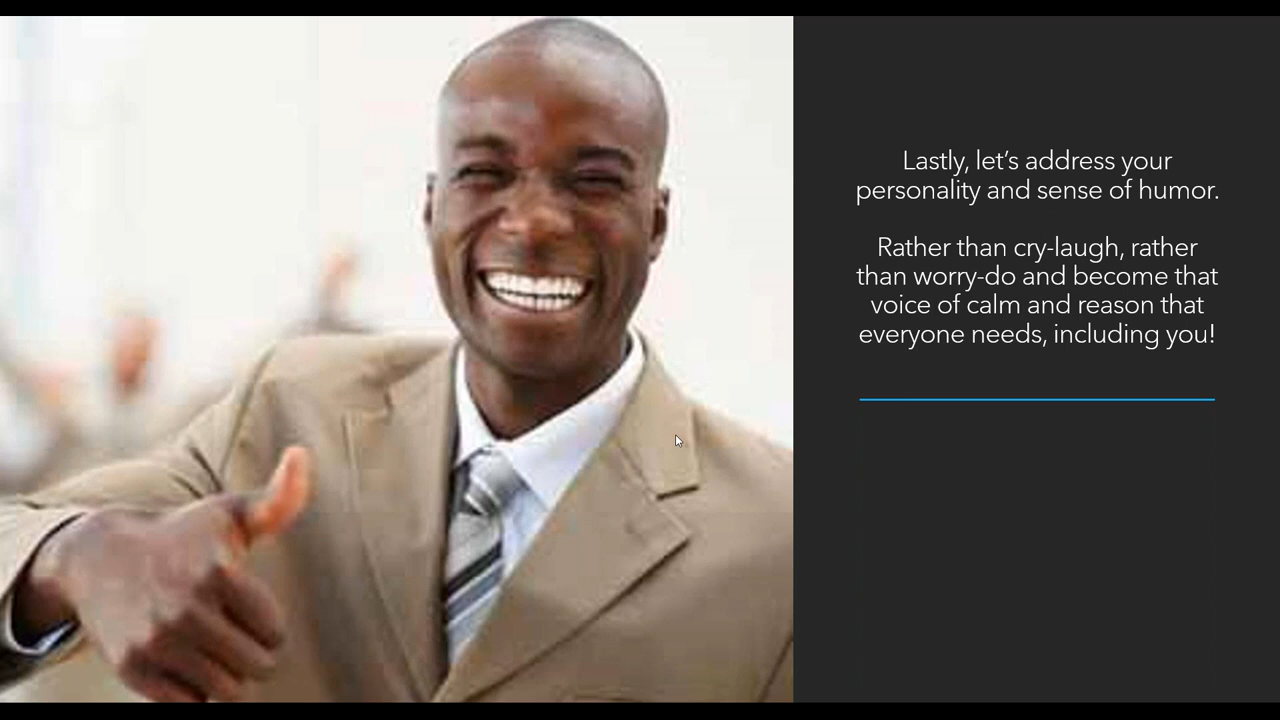 Lastly, let’s address your
personality and sense of humor.
Rather than cry-laugh, rather
than worry-do and become that
voice of calm and reason that
everyone needs, including you!